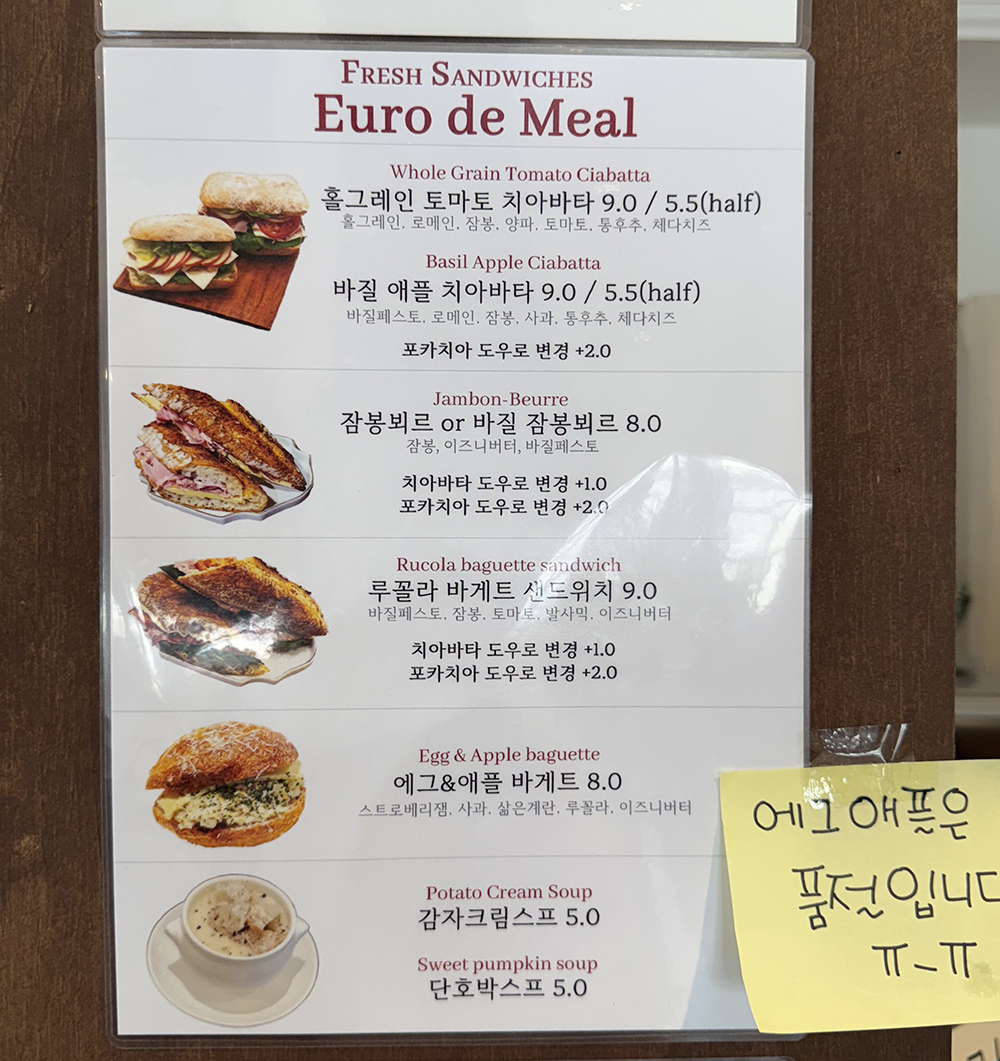 FRESH SANDWICHES
Euro de Meal
Whole Grain Tomato Ciabatta
홀그레인 토마토 치아바타 9.0 / 5.5(half)
홀그레인, 로메인, 잠봉, 양파, 토마토, 통후추, 체다치즈
Basil Apple Ciabatta
바질 애플 치아바타 9.0 / 5.5(half)
바질페스토, 로메인, 잠봉, 사과, 통후추, 체다치즈
포카치아 도우로 변경 +2.0
Jambon-Beurre
잠봉뵈르 or 바질 잠봉뵈르 8.0
잠봉, 이즈니버터, 바질페스토
치아바타 도우로 변경 +1.0
포카치아 도우로 변경 +2.0
Rucola baguette sandwich
루꼴라 바게트 샌드위치 9.0
바질페스토, 잠봉, 토마토, 발사믹, 이즈니버터
치아바타 도우로 변경 +1.0
포카치아 도우로 변경 +2.0
Egg & Apple baguette
에그&애플 바게트 8.0
스트로베리잼, 사과, 삶은계란, 루꼴라, 이즈니버터
Potato Cream Soup
감자크림스프 5.0
Sweet pumpkin soup
단호박스프 5.0
에그애플은
품절입니다
ㅠ-ㅠ